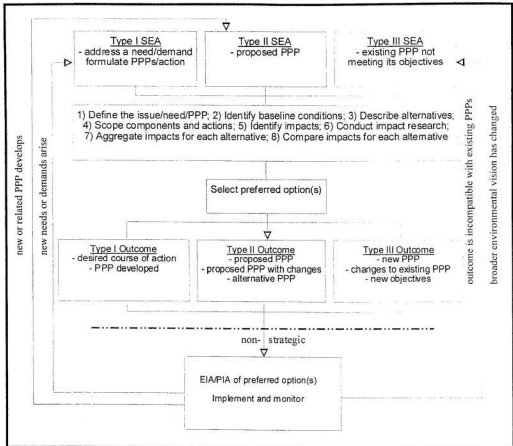 Type I SEA
- address a need/demand
formulate PPPs/action
Type II SEA
- proposed PPP
Type III SEA
- existing PPP not
meeting its objectives
1) Define the issue/need/PPP; 2) Identify baseline conditions; 3) Describe alternatives;
4) Scope components and actions; 5) Identify impacts; 6) Conduct impact research;
7) Aggregate impacts for each alternative; 8) Compare impacts for each alternative
Select preferred option(s)
Type I Outcome
- desired course of action
- PPP developed
Type II Outcome
- proposed PPP
- proposed PPP with changes
- alternative PPP
Type III Outcome
- new PPP
- changes to existing PPP
- new objectives
non- strategic
EIA/PIA of preferred option(s)
Implement and monitor
new or related PPP develops
new needs or demands arise
outcome is incompatible with existing PPPs
broader environmental vision has changed